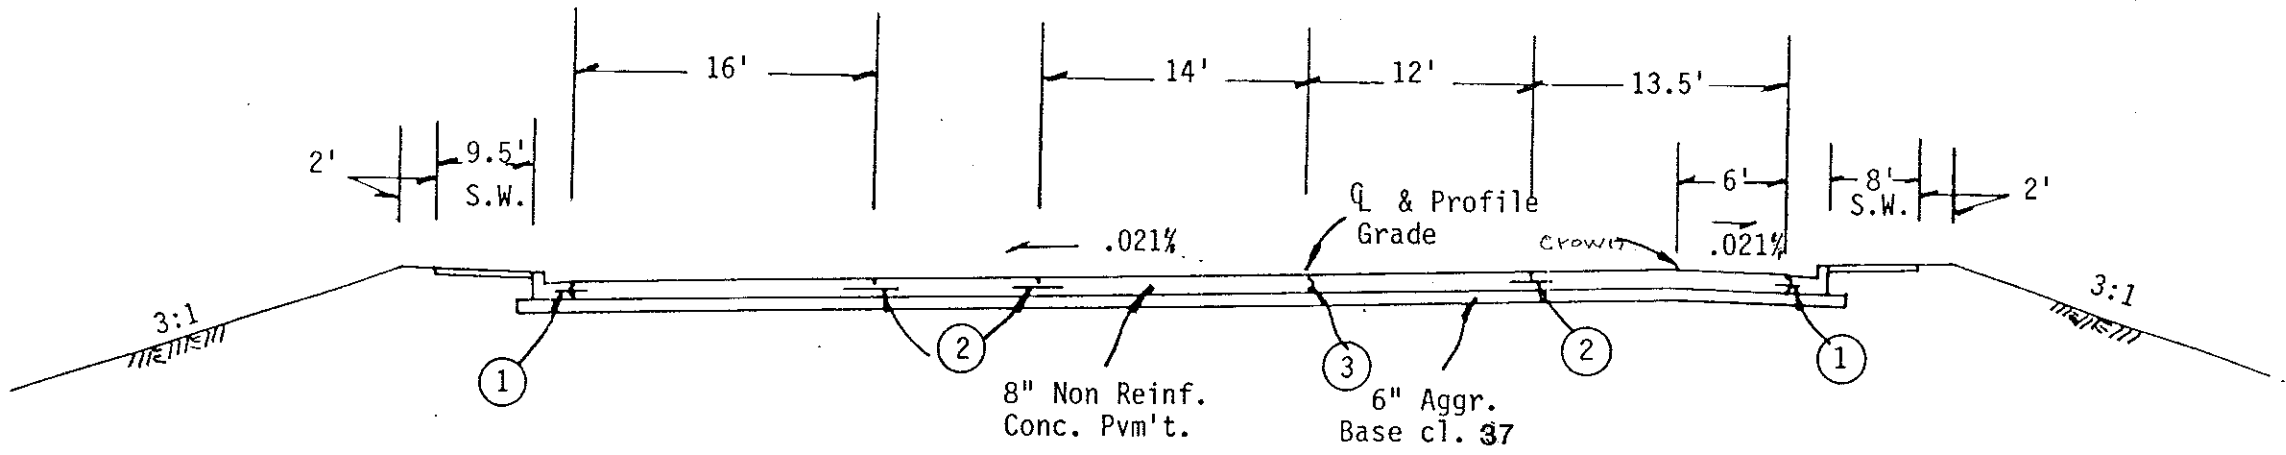 16'
14'
12'
13.5'
2'
9.5'
S.W.
6'
8'
S.W.
2'
℄ & Profile
Grade
.021%
crown
.021%
3:1
3:1
1
2
3
2
1
8" Non Reinf.
Conc. Pvm't.
6" Aggr.
Base cl. 37